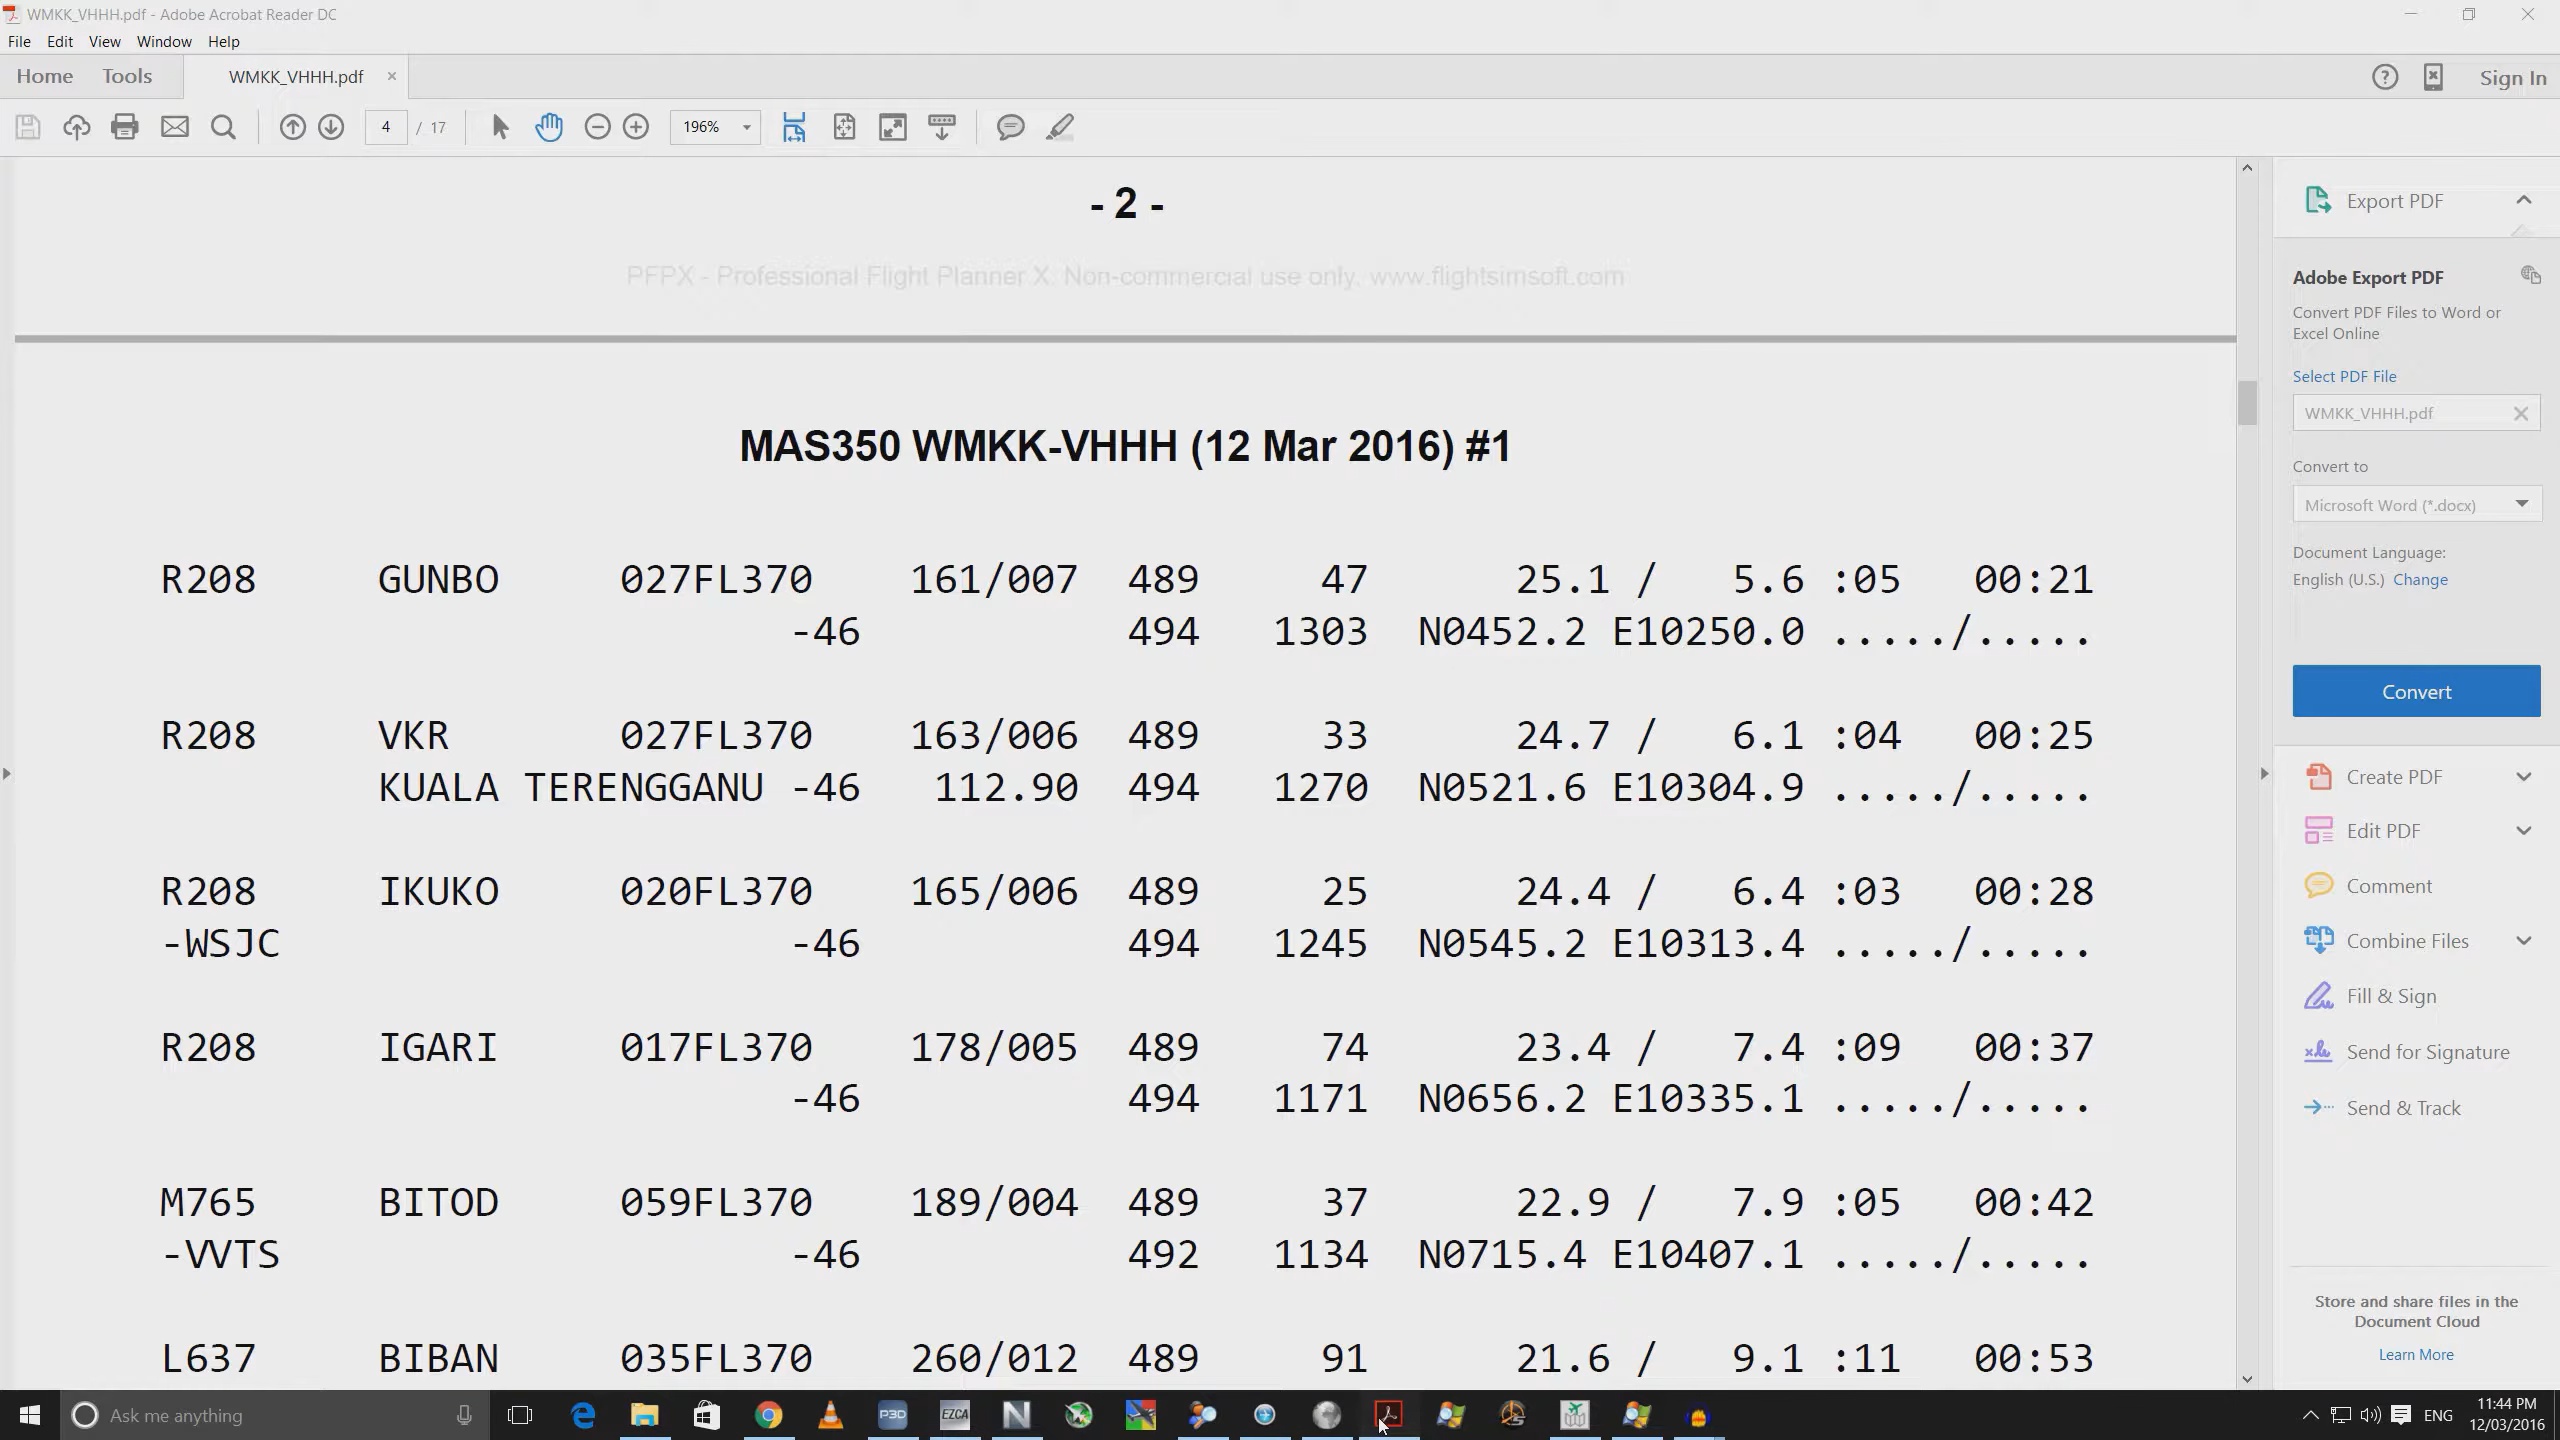 WMKK_VHHH.pdf - Adobe Acrobat Reader DC
File Edit View Window Help
Home Tools WMKK_VHHH.pdf × Sign In
4 / 17 196%
- 2 -
PFPX - Professional Flight Planner X. Non-commercial use only. www.flightsimsoft.com
MAS350 WMKK-VHHH (12 Mar 2016) #1
R208 GUNBO 027FL370 161/007 489 47 25.1 / 5.6 :05 00:21
-46 494 1303 N0452.2 E10250.0 ...../.....
R208 VKR 027FL370 163/006 489 33 24.7 / 6.1 :04 00:25
KUALA TERENGGANU -46 112.90 494 1270 N0521.6 E10304.9 ...../.....
R208 IKUKO 020FL370 165/006 489 25 24.4 / 6.4 :03 00:28
-WSJC -46 494 1245 N0545.2 E10313.4 ...../.....
R208 IGARI 017FL370 178/005 489 74 23.4 / 7.4 :09 00:37
-46 494 1171 N0656.2 E10335.1 ...../.....
M765 BITOD 059FL370 189/004 489 37 22.9 / 7.9 :05 00:42
-VVTS -46 492 1134 N0715.4 E10407.1 ...../.....
L637 BIBAN 035FL370 260/012 489 91 21.6 / 9.1 :11 00:53
Export PDF
Adobe Export PDF
Convert PDF Files to Word or
Excel Online
Select PDF File
WMKK_VHHH.pdf
Convert to
Microsoft Word (*.docx)
Document Language:
English (U.S.) Change
Convert
Create PDF
Edit PDF
Comment
Combine Files
Fill & Sign
Send for Signature
Send & Track
Store and share files in the
Document Cloud
Learn More
Ask me anything
P3D EZCA N
ENG
11:44 PM
12/03/2016